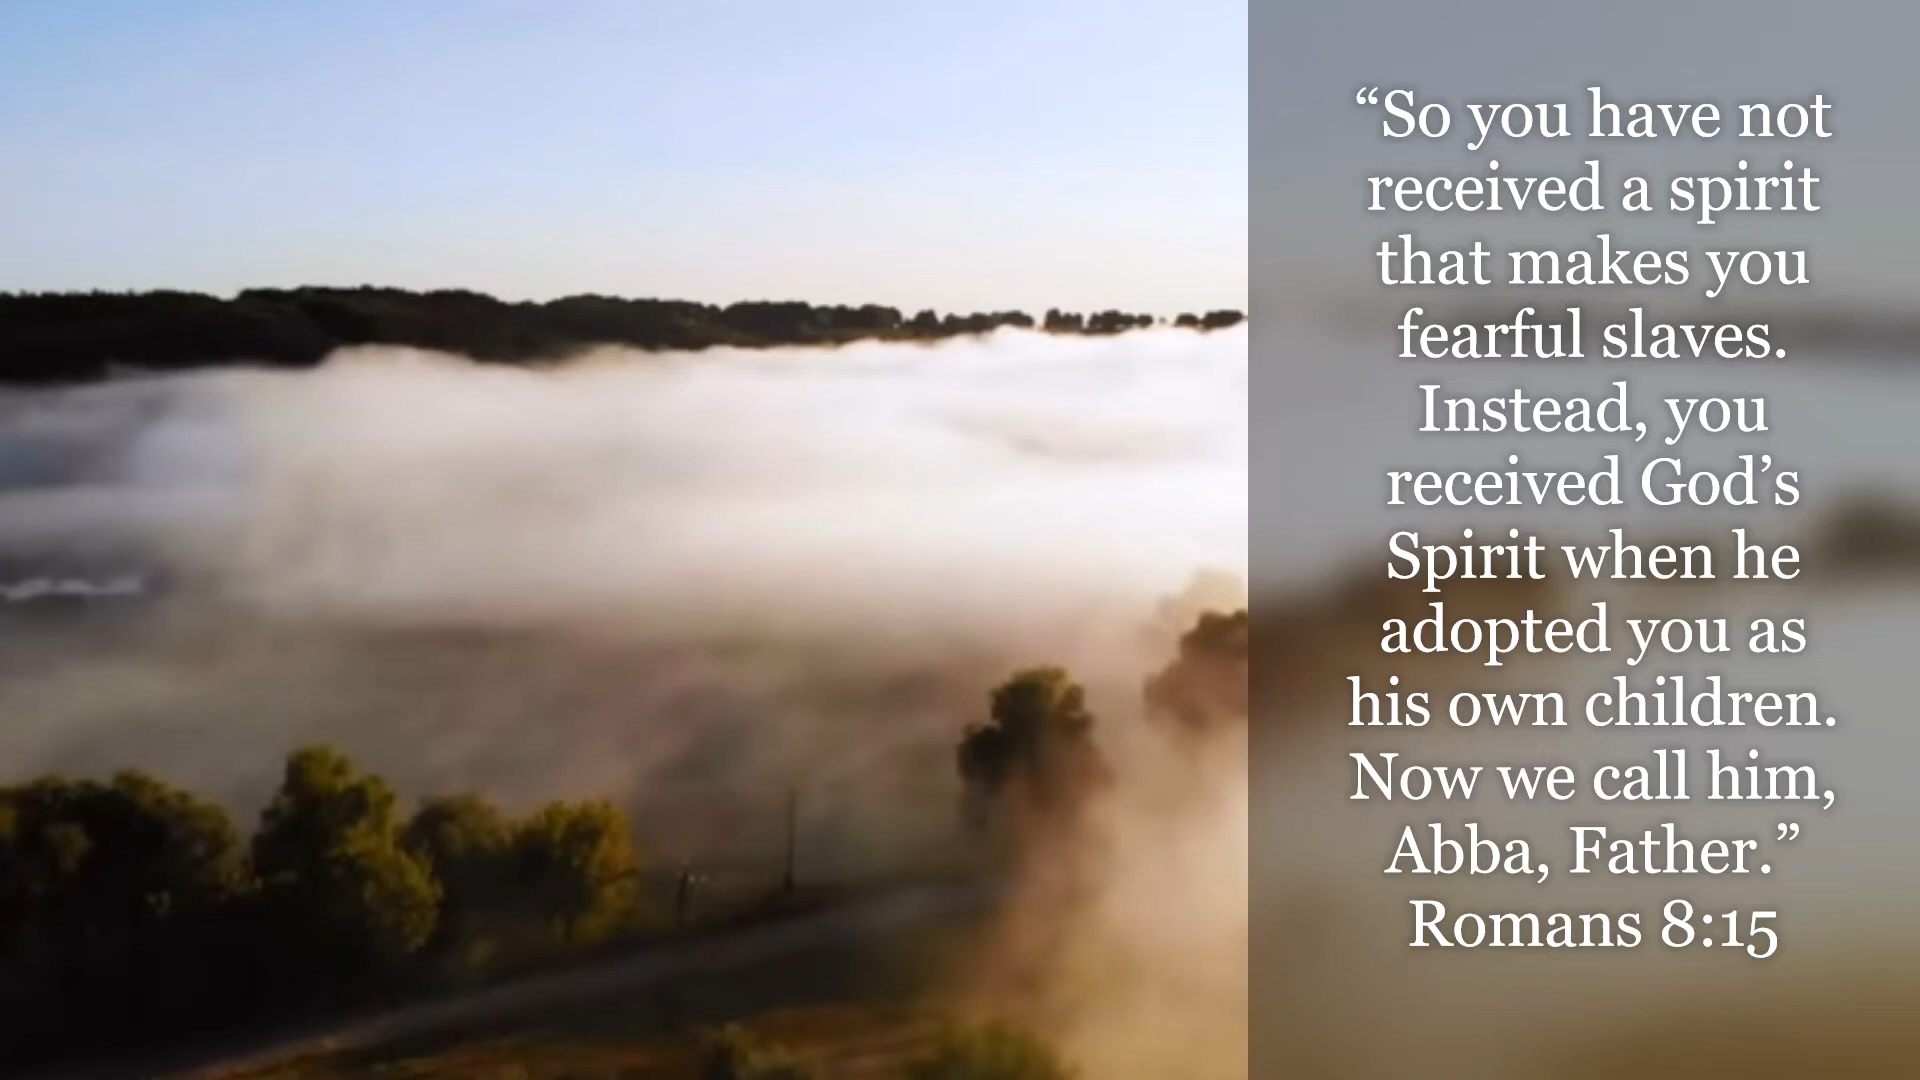 “So you have not
received a spirit
that makes you
fearful slaves.
Instead, you
received God’s
Spirit when he
adopted you as
his own children.
Now we call him,
Abba, Father.”
Romans 8:15